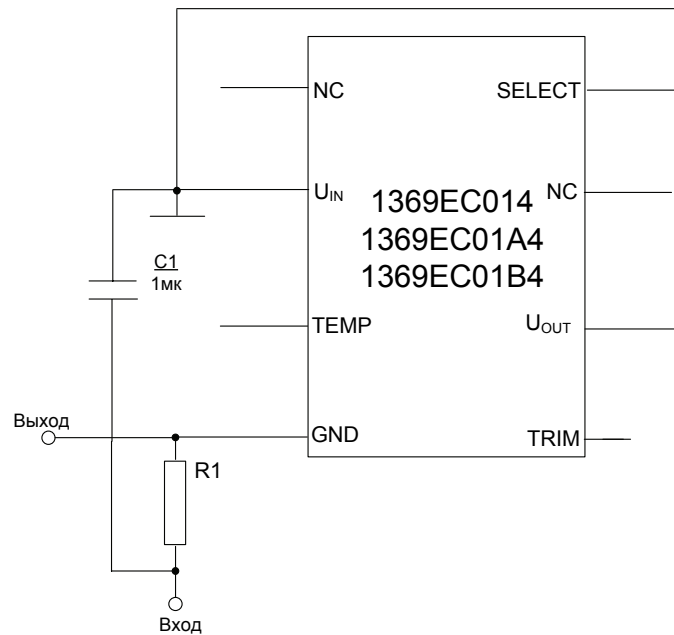 NC
SELECT
U_IN
NC
1369EC014
1369EC01A4
1369EC01B4
C1
1мк
TEMP
U_OUT
Выход
GND
TRIM
R1
Вход